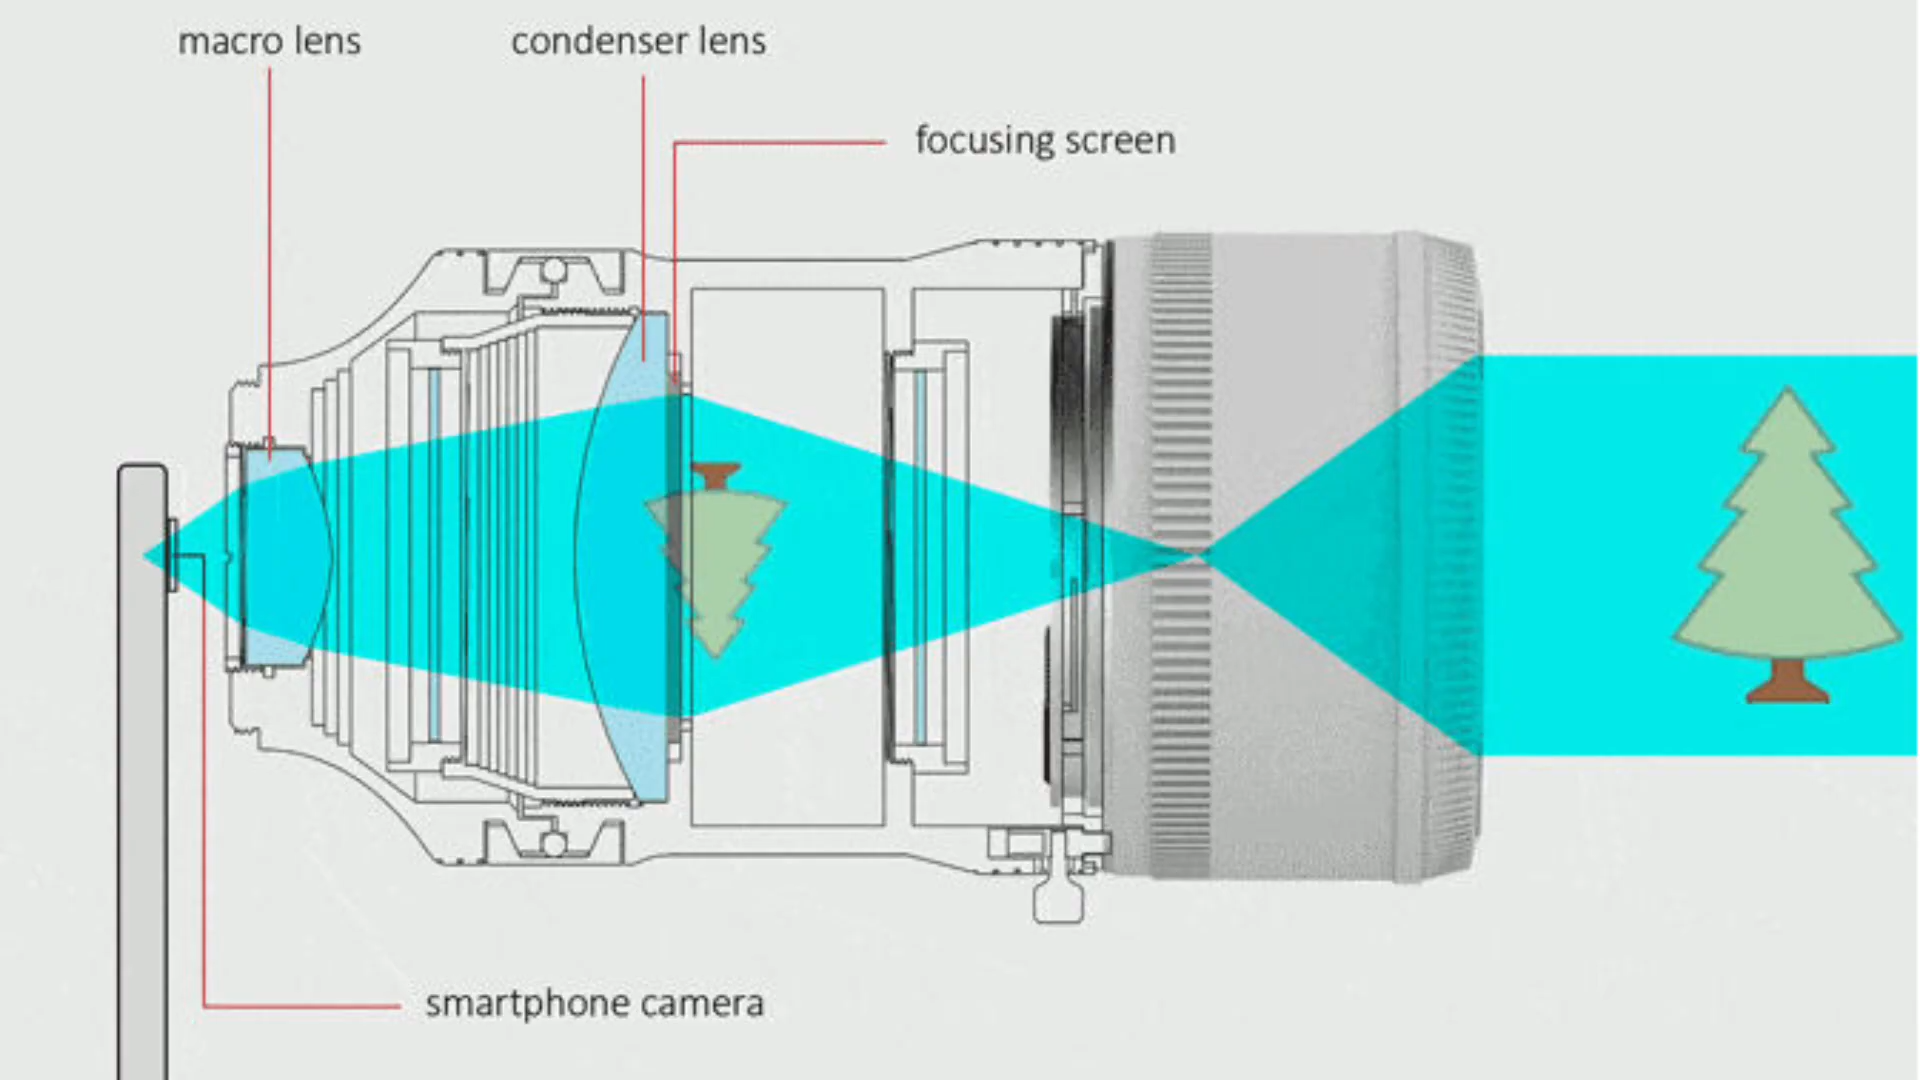 macro lens
condenser lens
focusing screen
smartphone camera